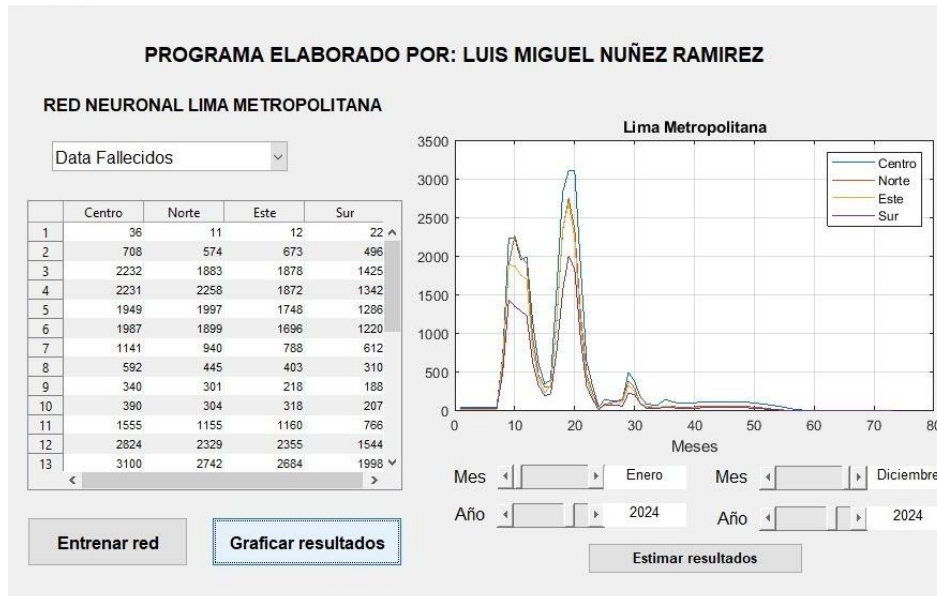 PROGRAMA ELABORADO POR: LUIS MIGUEL NUÑEZ RAMIREZ
RED NEURONAL LIMA METROPOLITANA
Data Fallecidos
Centro Norte Este Sur
1 36 11 12 22
2 708 574 673 496
3 2232 1883 1878 1425
4 2231 2258 1872 1342
5 1949 1997 1748 1286
6 1987 1899 1696 1220
7 1141 940 788 612
8 592 445 403 310
9 340 301 218 188
10 390 304 318 207
11 1555 1155 1160 766
12 2824 2329 2355 1544
13 3100 2742 2684 1998
Entrenar red
Graficar resultados
Lima Metropolitana
3500
3000
2500
2000
1500
1000
500
0
0 10 20 30 40 50 60 70 80
Meses
Centro
Norte
Este
Sur
Mes Enero
Mes Diciembre
Año 2024
Año 2024
Estimar resultados